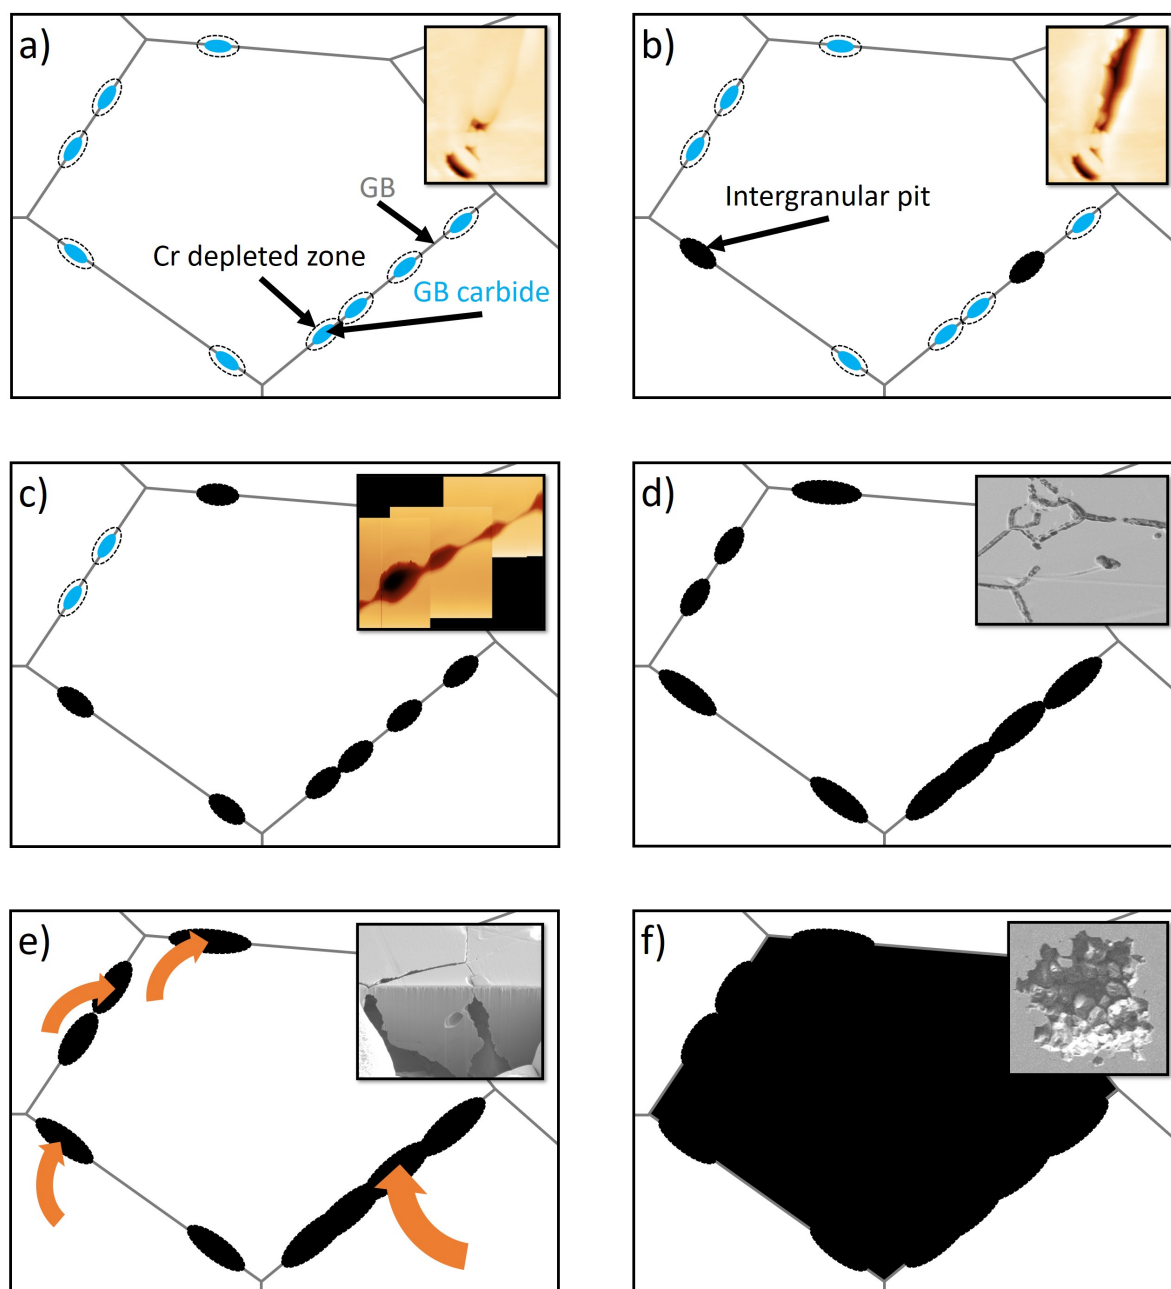 a)
GB
Cr depleted zone
GB carbide
b)
Intergranular pit
c)
d)
e)
f)